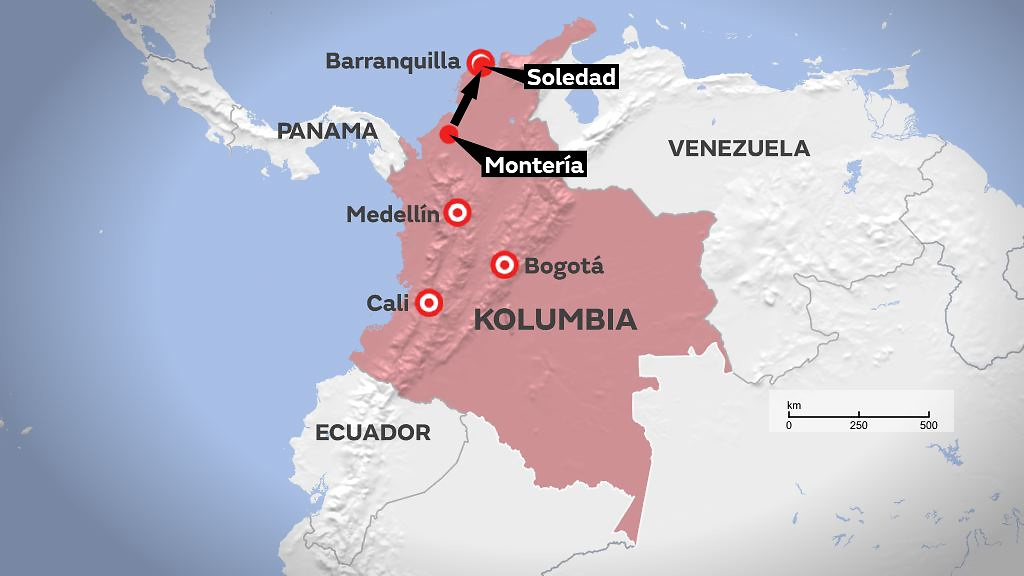 Barranquilla
Soledad
PANAMA
VENEZUELA
Montería
Medellín
Bogotá
Cali
KOLUMBIA
km
0 250 500
ECUADOR